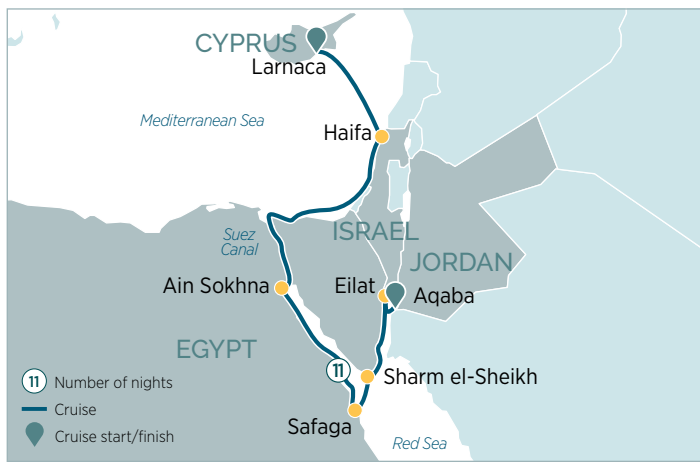 CYPRUS
Larnaca
Mediterranean Sea
Haifa
Suez
Canal
ISRAEL
JORDAN
Ain Sokhna
Eilat
Aqaba
EGYPT
11
Sharm el-Sheikh
Safaga
Red Sea
11 Number of nights
Cruise
Cruise start/finish